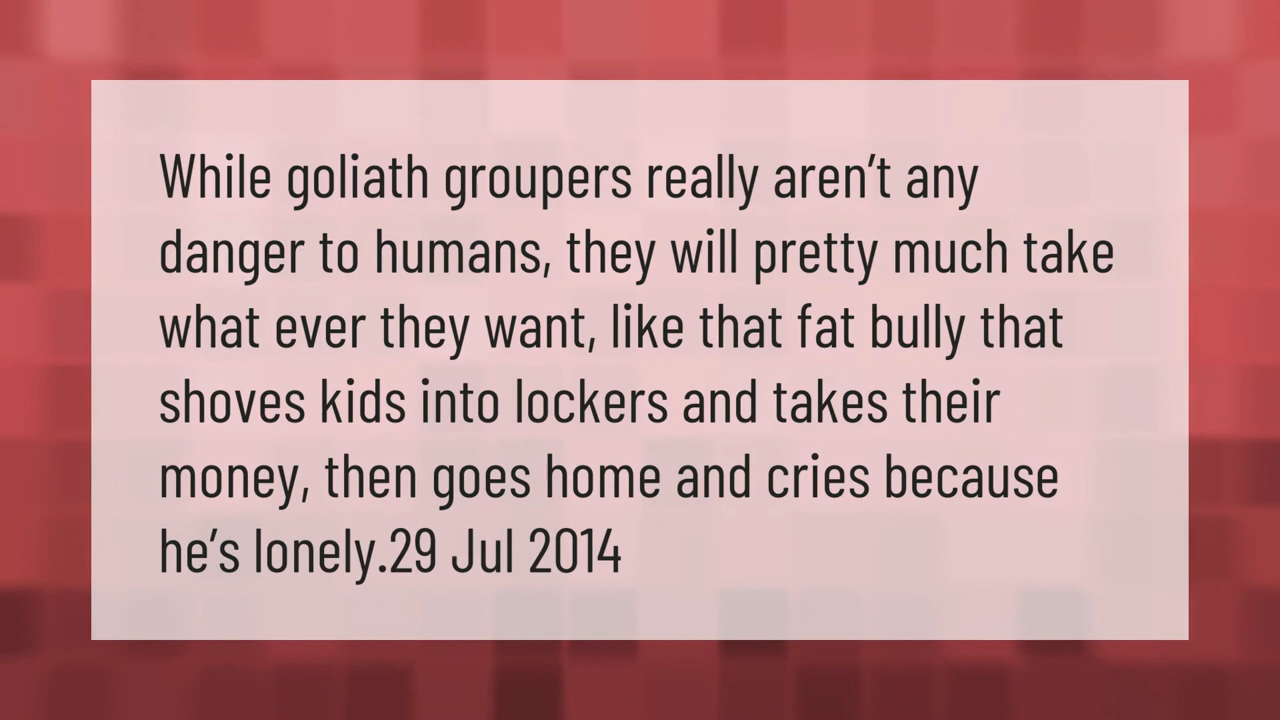 While goliath groupers really aren’t any
danger to humans, they will pretty much take
what ever they want, like that fat bully that
shoves kids into lockers and takes their
money, then goes home and cries because
he’s lonely.29 Jul 2014